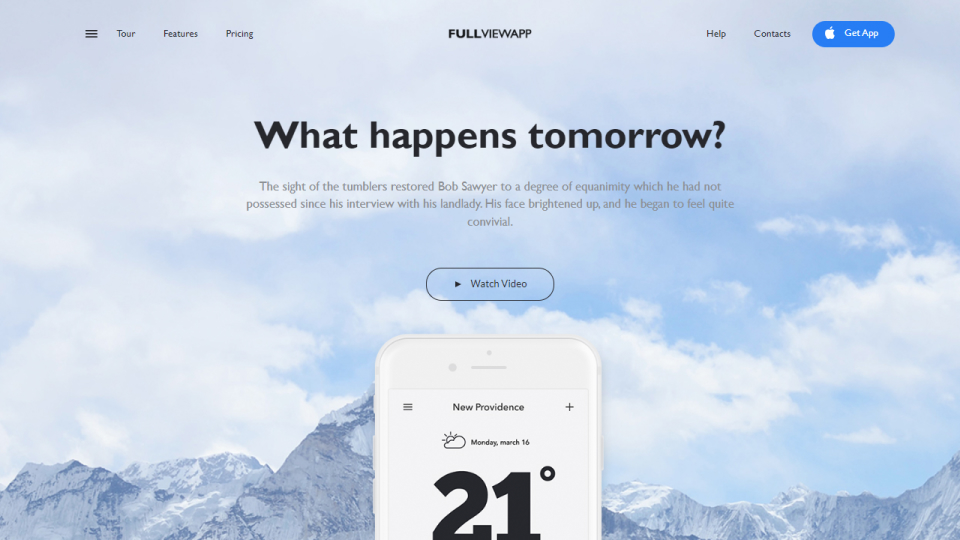 Tour Features Pricing FULLVIEWAPP Help Contacts Get App
What happens tomorrow?
The sight of the tumblers restored Bob Sawyer to a degree of equanimity which he had not
possessed since his interview with his landlady. His face brightened up, and he began to feel quite
convivial.
Watch Video
New Providence
Monday, march 16
21°